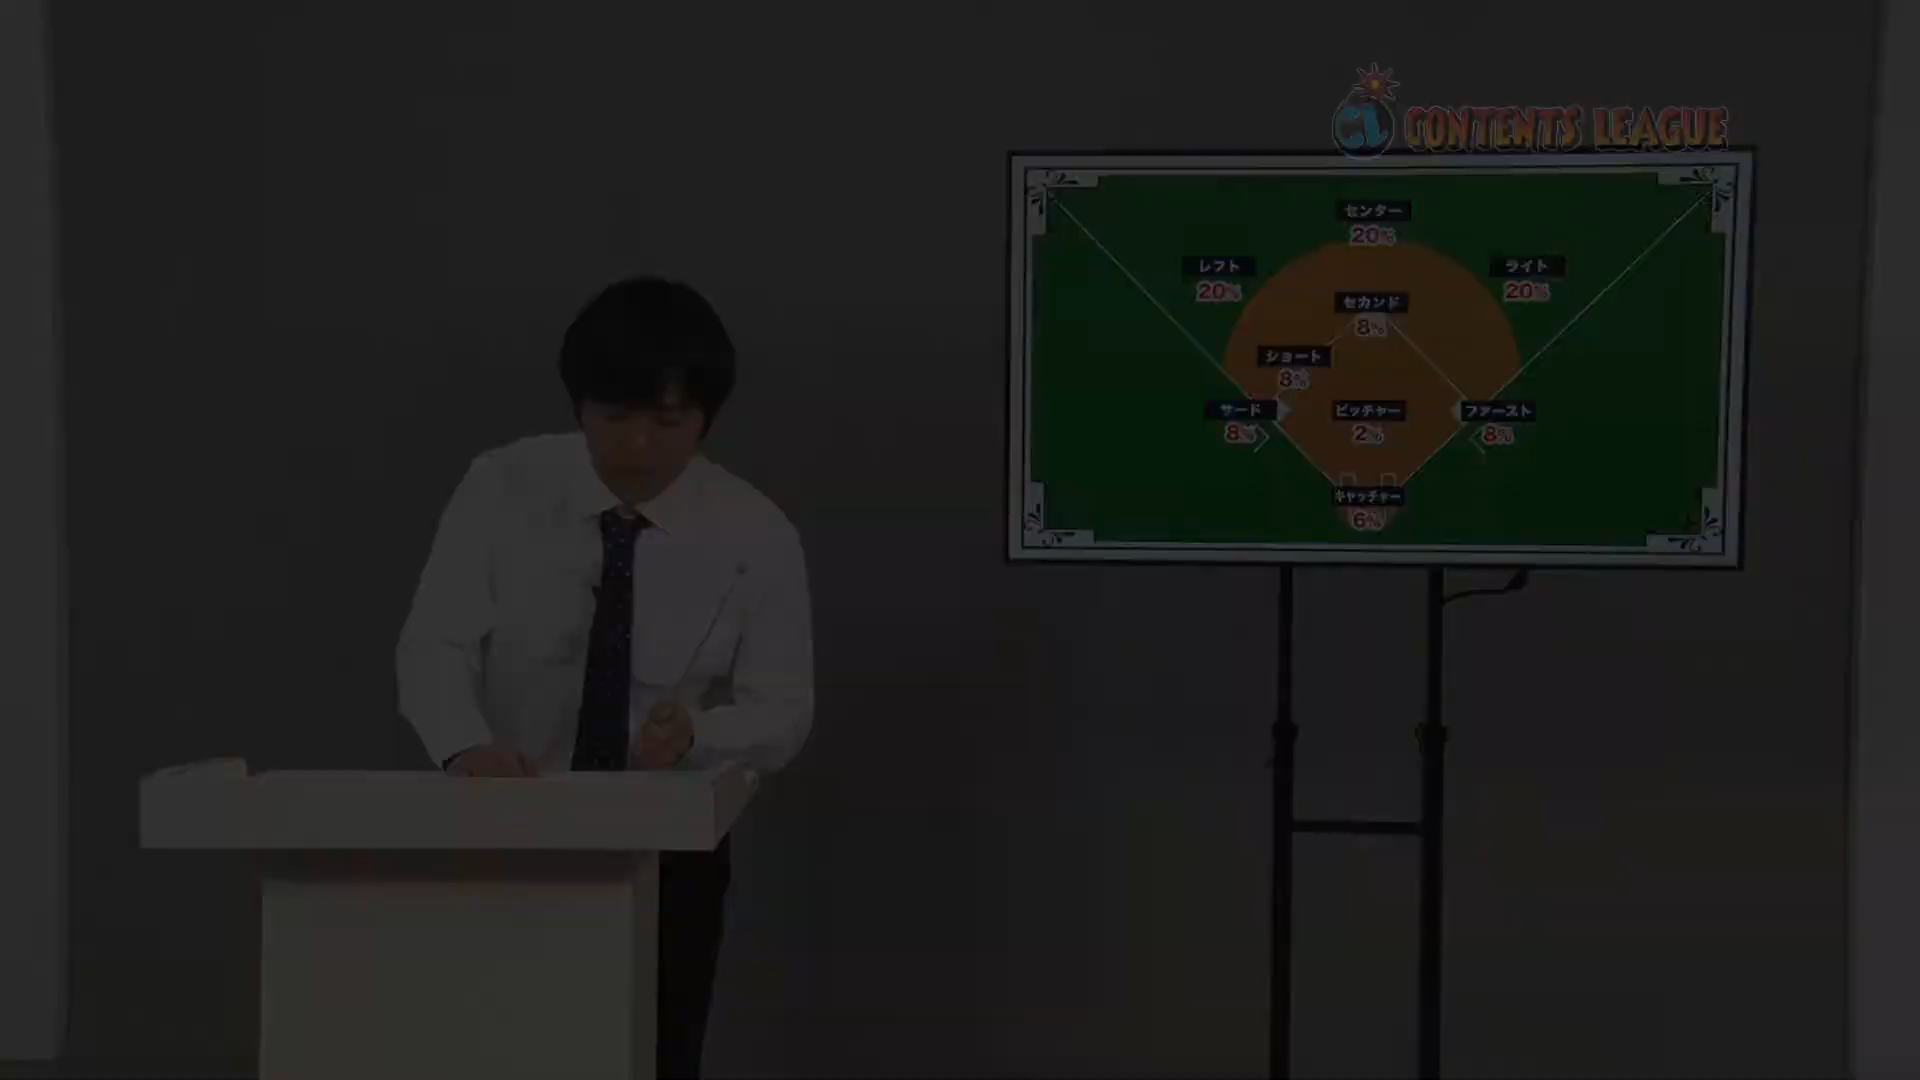 CL CONTENTS LEAGUE
センター
20%
レフト
20%
ライト
20%
セカンド
8%
ショート
8%
サード
8%
ピッチャー
2%
ファースト
8%
キャッチャー
6%